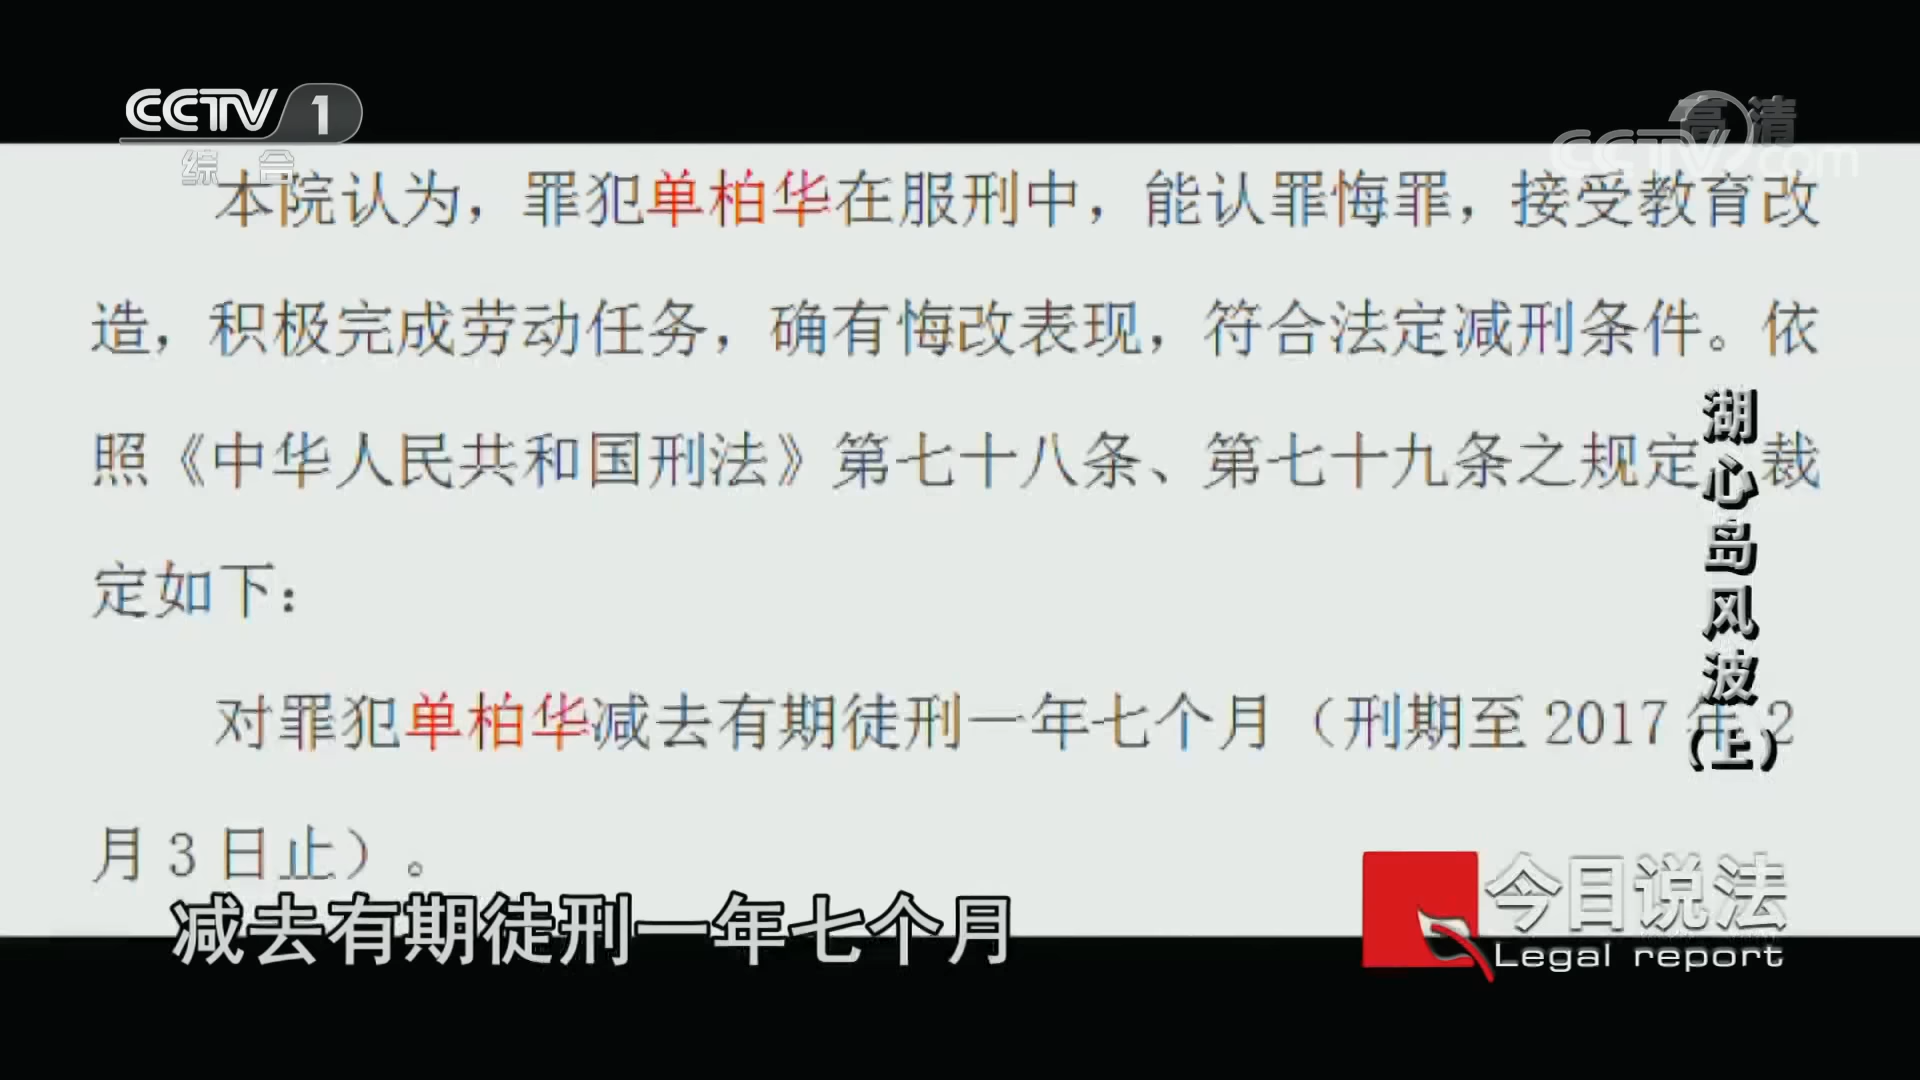 CCTV 1
综合
高清
CCTV.com
本院认为，罪犯单柏华在服刑中，能认罪悔罪，接受教育改
造，积极完成劳动任务，确有悔改表现，符合法定减刑条件。依
照《中华人民共和国刑法》第七十八条、第七十九条之规定，裁
定如下：
对罪犯单柏华减去有期徒刑一年七个月（刑期至 2017 年 2
月 3 日止）。
湖心岛风波（上）
减去有期徒刑一年七个月
今日说法
Legal report